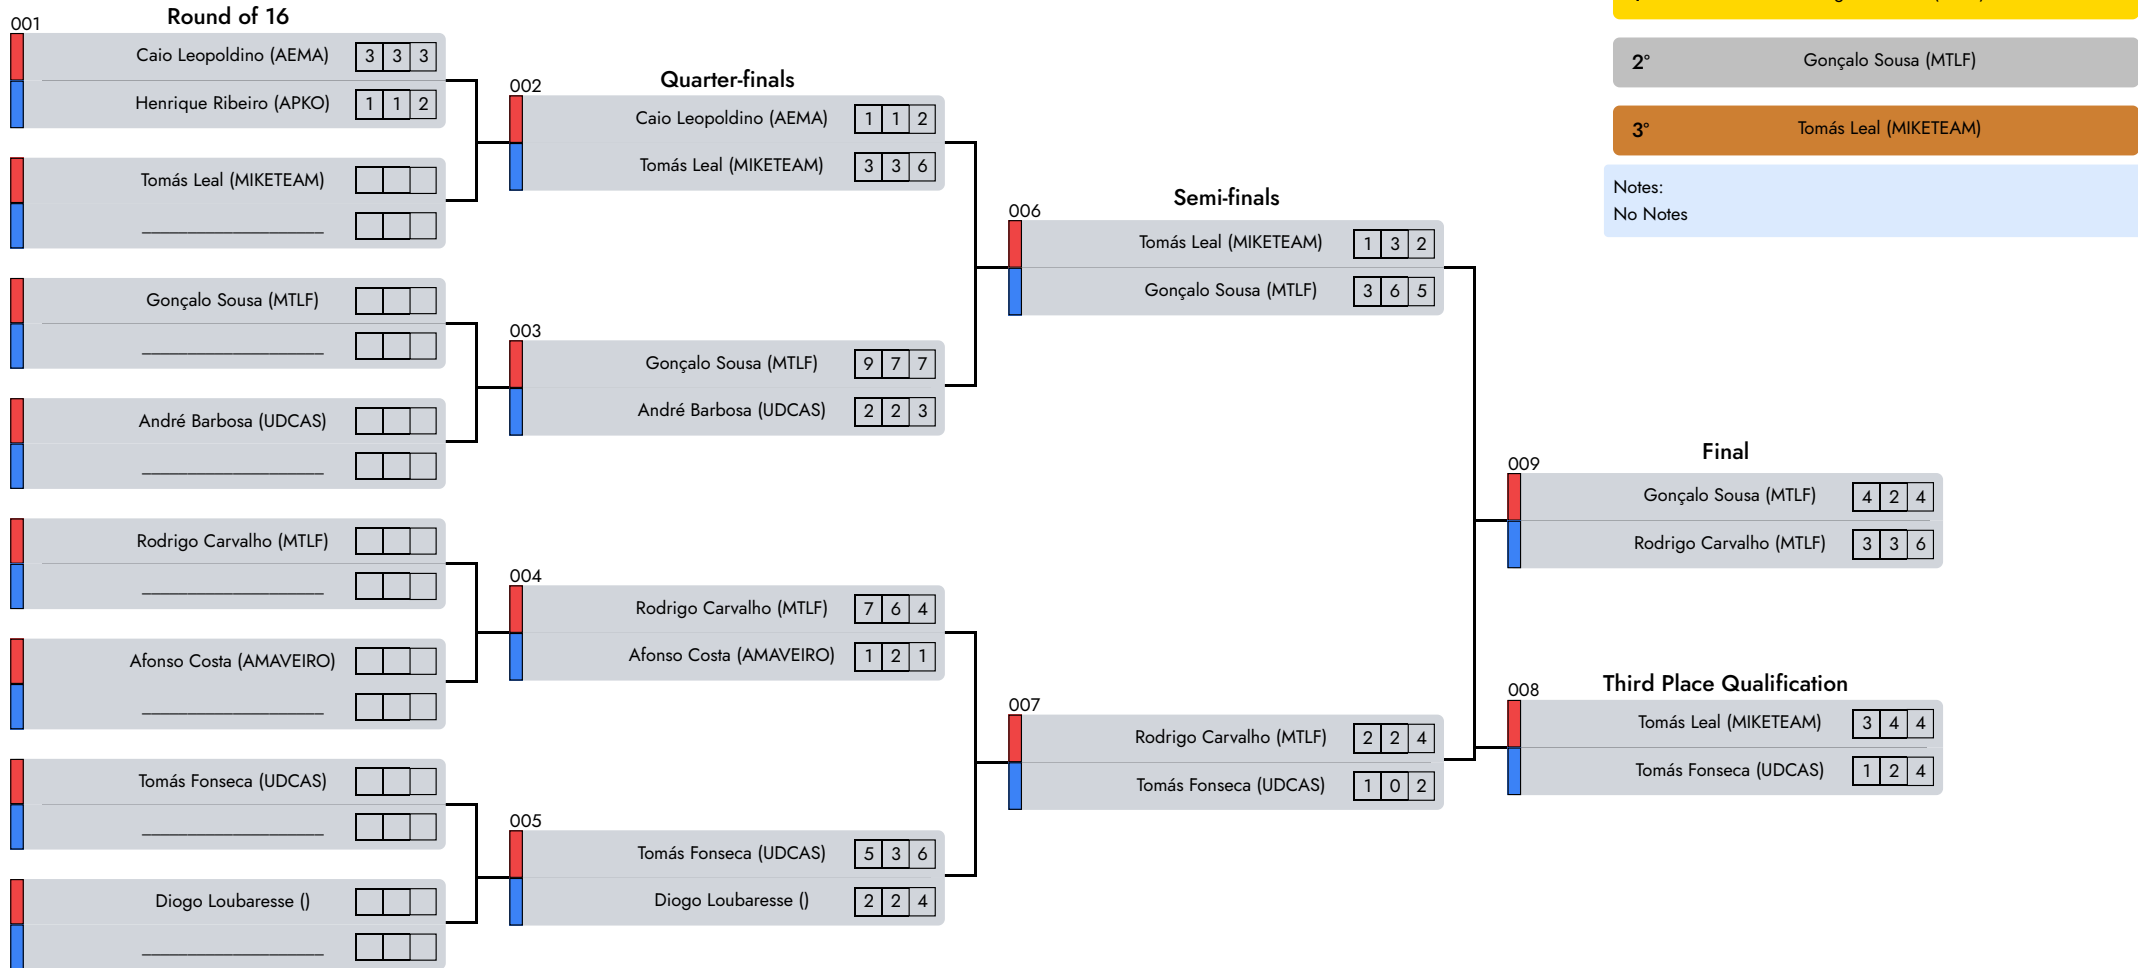 Round of 16
001
Caio Leopoldino (AEMA) 3 3 3
Henrique Ribeiro (APKO) 1 1 2
Tomás Leal (MIKETEAM)
____________________
Gonçalo Sousa (MTLF)
____________________
André Barbosa (UDCAS)
____________________
Rodrigo Carvalho (MTLF)
____________________
Afonso Costa (AMAVEIRO)
____________________
Tomás Fonseca (UDCAS)
____________________
Diogo Loubaresse ()
____________________
Quarter-finals
002
Caio Leopoldino (AEMA) 1 1 2
Tomás Leal (MIKETEAM) 3 3 6
003
Gonçalo Sousa (MTLF) 9 7 7
André Barbosa (UDCAS) 2 2 3
004
Rodrigo Carvalho (MTLF) 7 6 4
Afonso Costa (AMAVEIRO) 1 2 1
005
Tomás Fonseca (UDCAS) 5 3 6
Diogo Loubaresse () 2 2 4
Semi-finals
006
Tomás Leal (MIKETEAM) 1 3 2
Gonçalo Sousa (MTLF) 3 6 5
007
Rodrigo Carvalho (MTLF) 2 2 4
Tomás Fonseca (UDCAS) 1 0 2
Final
009
Gonçalo Sousa (MTLF) 4 2 4
Rodrigo Carvalho (MTLF) 3 3 6
Third Place Qualification
008
Tomás Leal (MIKETEAM) 3 4 4
Tomás Fonseca (UDCAS) 1 2 4
2° Gonçalo Sousa (MTLF)
3° Tomás Leal (MIKETEAM)
Notes:
No Notes